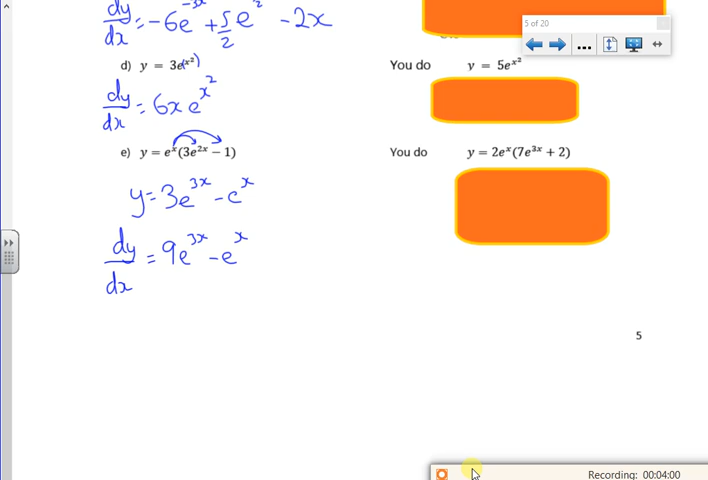 dy/dx = -6e^-3x + 5/2 e^2 - 2x
5 of 20
d) y = 3e^(x²)
You do y = 5e^x²
dy/dx = 6xe^x²
e) y = e^x(3e^2x − 1)
You do y = 2e^x(7e^3x + 2)
y = 3e^3x - e^x
dy/dx = 9e^3x - e^x
5
Recording: 00:04:00